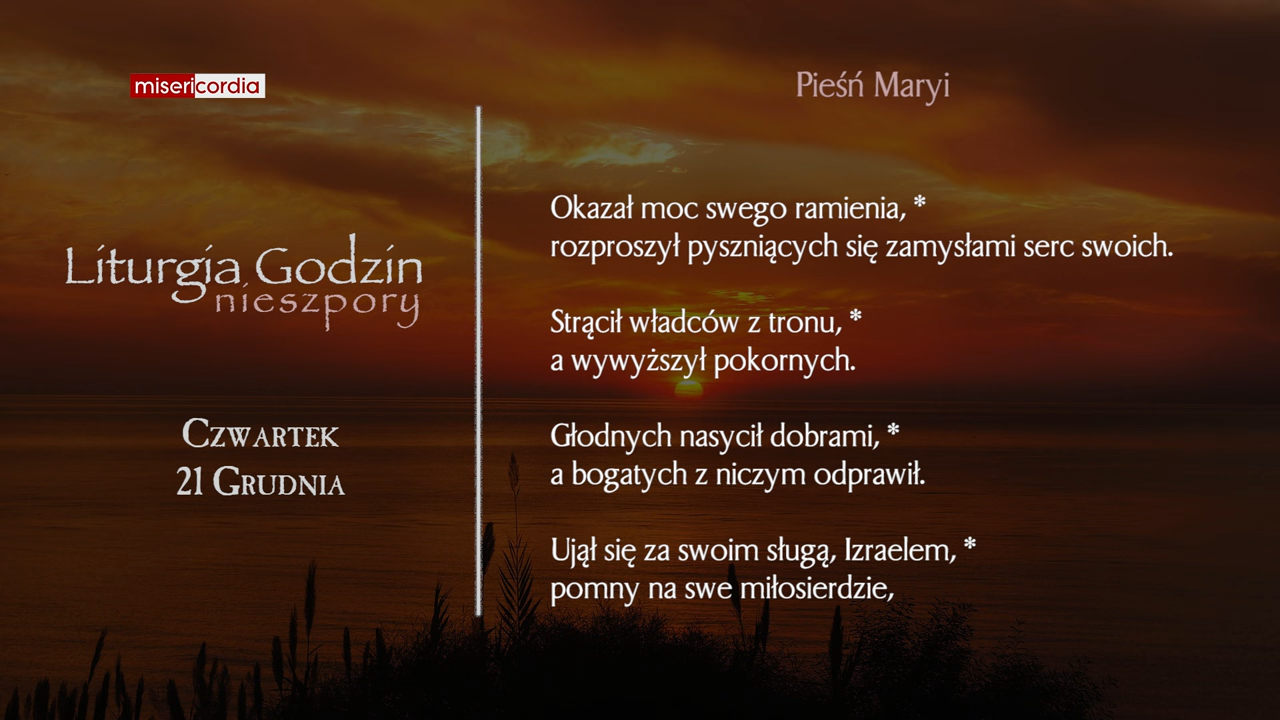 misericordia
Liturgia Godzin
nieszpory
Czwartek
21 Grudnia
Pieśń Maryi
Okazał moc swego ramienia, *
rozproszył pyszniących się zamysłami serc swoich.
Strącił władców z tronu, *
a wywyższył pokornych.
Głodnych nasycił dobrami, *
a bogatych z niczym odprawił.
Ujął się za swoim sługą, Izraelem, *
pomny na swe miłosierdzie,